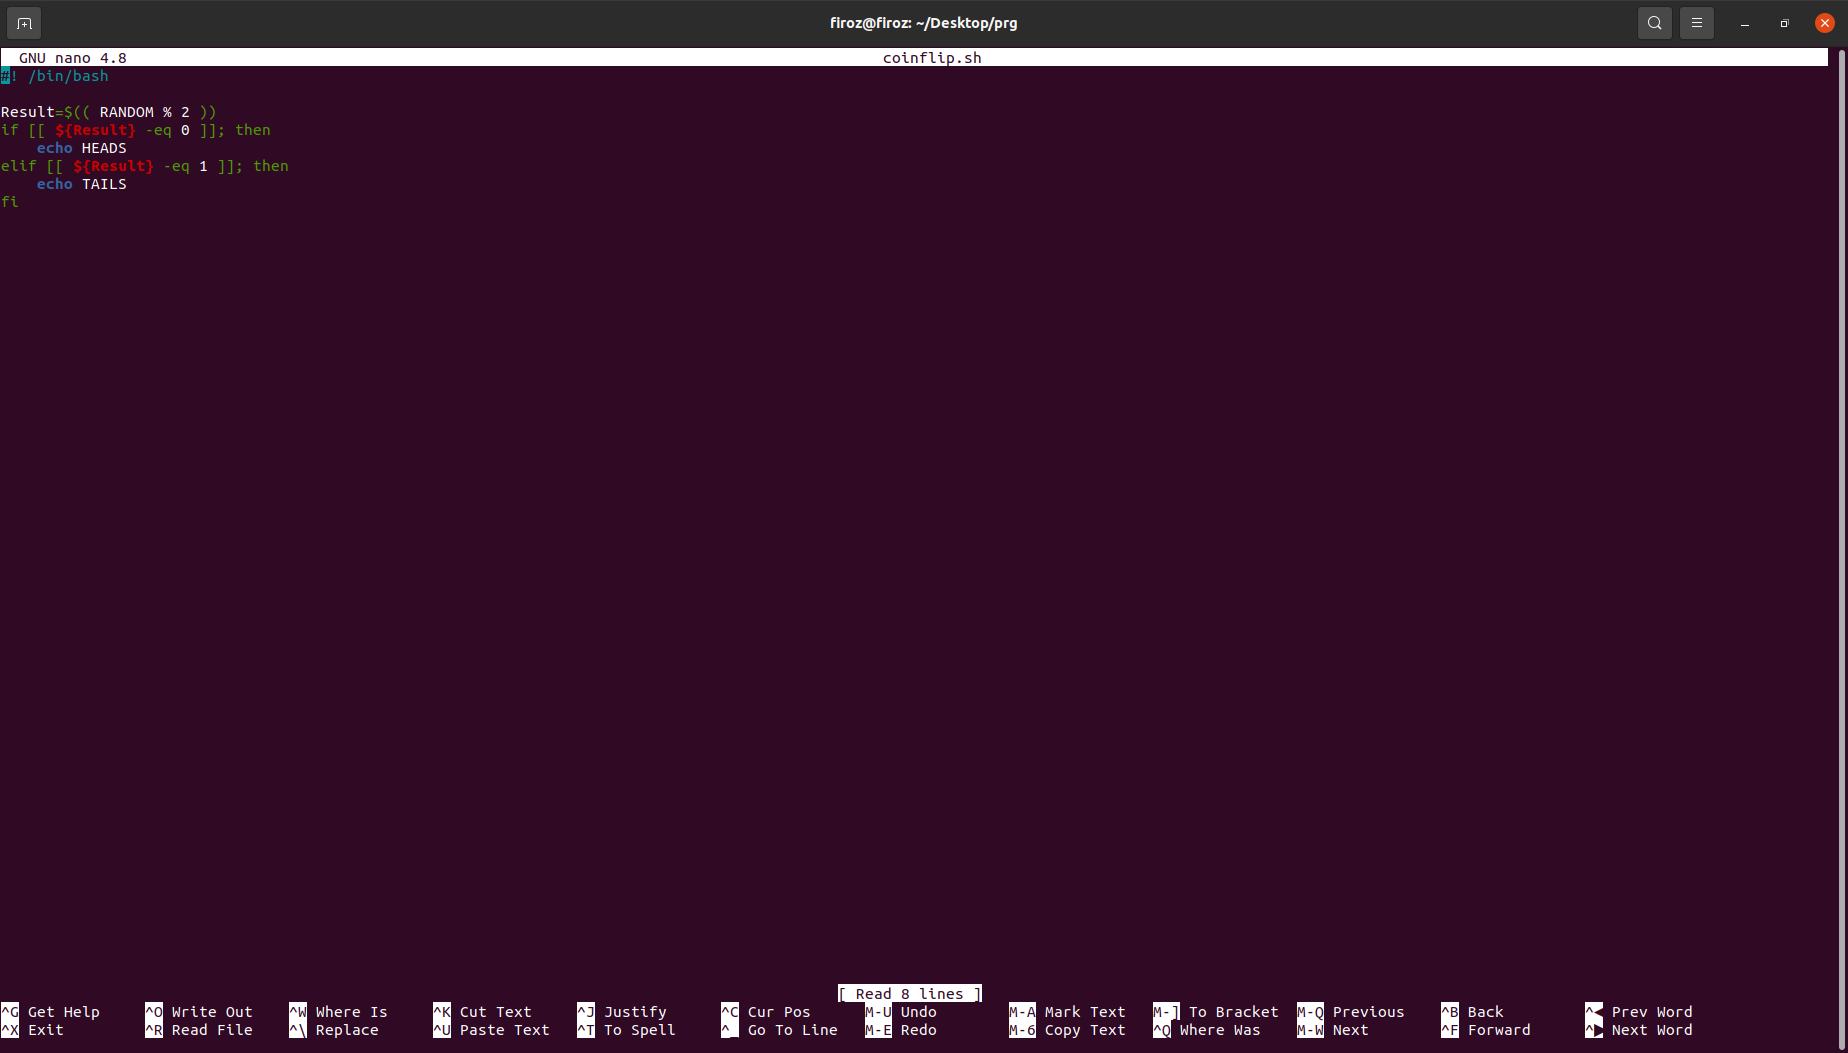 firoz@firoz: ~/Desktop/prg
GNU nano 4.8 coinflip.sh
#! /bin/bash
Result=$(( RANDOM % 2 ))
if [[ ${Result} -eq 0 ]]; then
    echo HEADS
elif [[ ${Result} -eq 1 ]]; then
    echo TAILS
fi
[ Read 8 lines ]
^G Get Help ^O Write Out ^W Where Is ^K Cut Text ^J Justify ^C Cur Pos M-U Undo M-A Mark Text M-] To Bracket M-Q Previous ^B Back ^◀ Prev Word
^X Exit ^R Read File ^\ Replace ^U Paste Text ^T To Spell ^_ Go To Line M-E Redo M-6 Copy Text ^Q Where Was M-W Next ^F Forward ^▶ Next Word